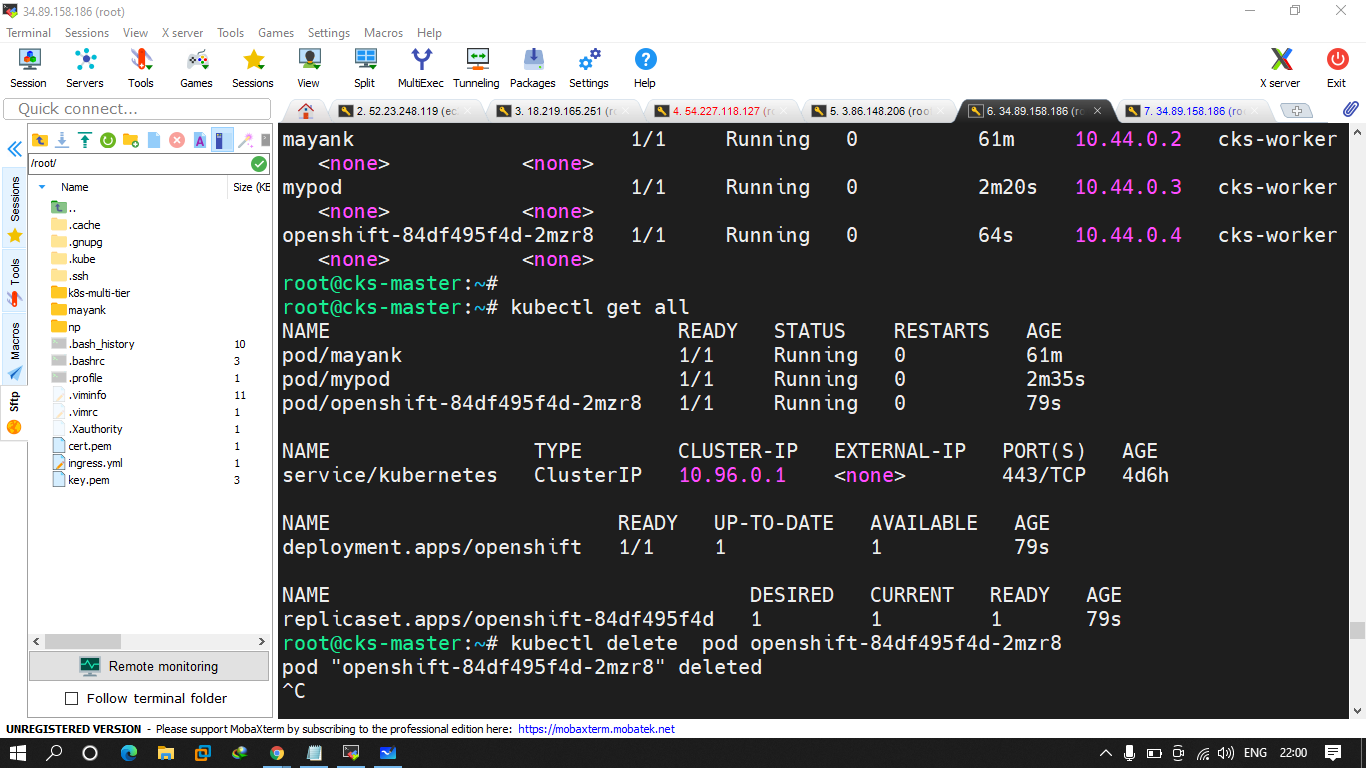 34.89.158.186 (root)
Terminal Sessions View X server Tools Games Settings Macros Help
Session Servers Tools Games Sessions View Split MultiExec Tunneling Packages Settings Help X server Exit
Quick connect...
2. 52.23.248.119 (ec 3. 18.219.165.251 (r 4. 54.227.118.127 (r 5. 3.86.148.206 (root 6. 34.89.158.186 (ro 7. 34.89.158.186 (ro
/root/
Name Size (KB
..
.cache
.gnupg
.kube
.ssh
k8s-multi-tier
mayank
np
.bash_history 10
.bashrc 3
.profile 1
.viminfo 11
.vimrc 1
.Xauthority 1
cert.pem 1
ingress.yml 1
key.pem 3
Sessions
Tools
Macros
Sftp
Remote monitoring
Follow terminal folder
mayank 1/1 Running 0 61m 10.44.0.2 cks-worker
<none> <none>
mypod 1/1 Running 0 2m20s 10.44.0.3 cks-worker
<none> <none>
openshift-84df495f4d-2mzr8 1/1 Running 0 64s 10.44.0.4 cks-worker
<none> <none>
root@cks-master:~#
root@cks-master:~# kubectl get all
NAME READY STATUS RESTARTS AGE
pod/mayank 1/1 Running 0 61m
pod/mypod 1/1 Running 0 2m35s
pod/openshift-84df495f4d-2mzr8 1/1 Running 0 79s
NAME TYPE CLUSTER-IP EXTERNAL-IP PORT(S) AGE
service/kubernetes ClusterIP 10.96.0.1 <none> 443/TCP 4d6h
NAME READY UP-TO-DATE AVAILABLE AGE
deployment.apps/openshift 1/1 1 1 79s
NAME DESIRED CURRENT READY AGE
replicaset.apps/openshift-84df495f4d 1 1 1 79s
root@cks-master:~# kubectl delete  pod openshift-84df495f4d-2mzr8
pod "openshift-84df495f4d-2mzr8" deleted
^C
UNREGISTERED VERSION - Please support MobaXterm by subscribing to the professional edition here: https://mobaxterm.mobatek.net
ENG 22:00